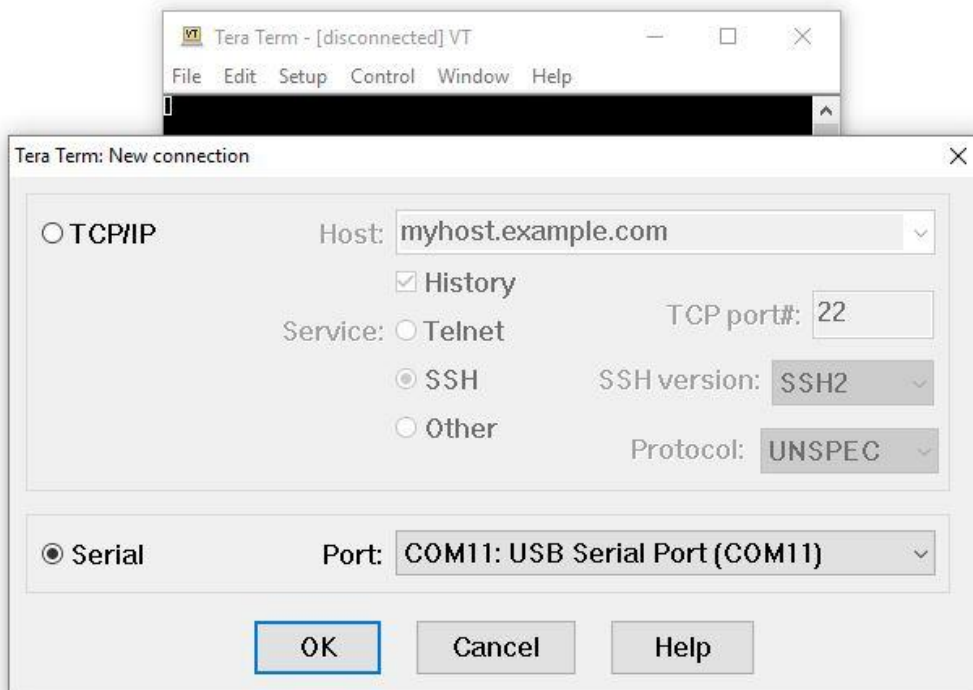 VT Tera Term - [disconnected] VT
File Edit Setup Control Window Help
Tera Term: New connection
TCP/IP Host: myhost.example.com
History
Service: Telnet TCP port#: 22
SSH SSH version: SSH2
Other Protocol: UNSPEC
Serial Port: COM11: USB Serial Port (COM11)
OK Cancel Help